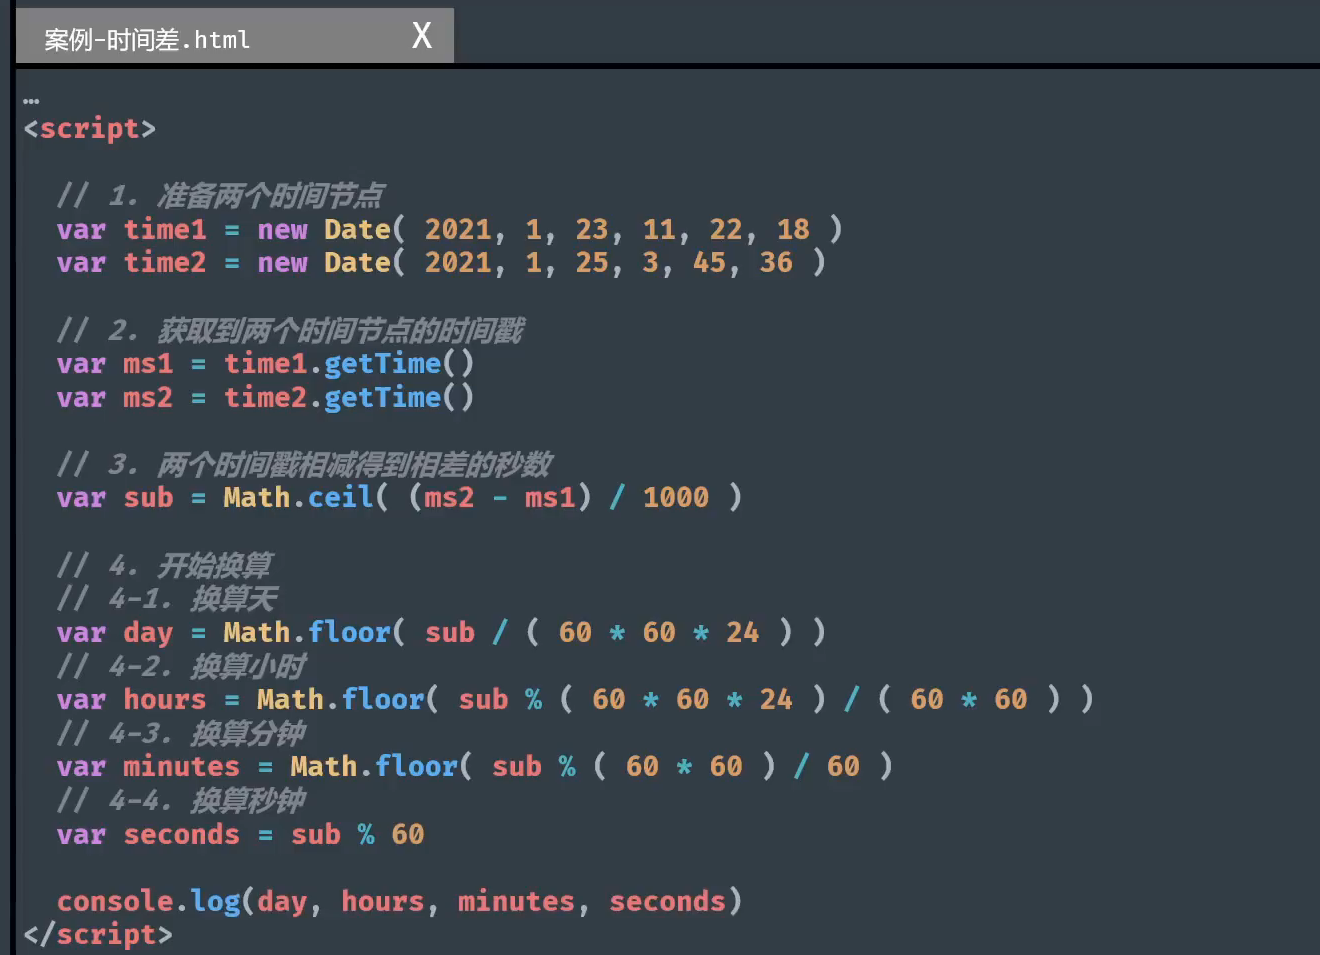 案例-时间差.html X
…
<script>
// 1. 准备两个时间节点
var time1 = new Date( 2021, 1, 23, 11, 22, 18 )
var time2 = new Date( 2021, 1, 25, 3, 45, 36 )
// 2. 获取到两个时间节点的时间戳
var ms1 = time1.getTime()
var ms2 = time2.getTime()
// 3. 两个时间戳相减得到相差的秒数
var sub = Math.ceil( (ms2 - ms1) / 1000 )
// 4. 开始换算
// 4-1. 换算天
var day = Math.floor( sub / ( 60 * 60 * 24 ) )
// 4-2. 换算小时
var hours = Math.floor( sub % ( 60 * 60 * 24 ) / ( 60 * 60 ) )
// 4-3. 换算分钟
var minutes = Math.floor( sub % ( 60 * 60 ) / 60 )
// 4-4. 换算秒钟
var seconds = sub % 60
console.log(day, hours, minutes, seconds)
</script>